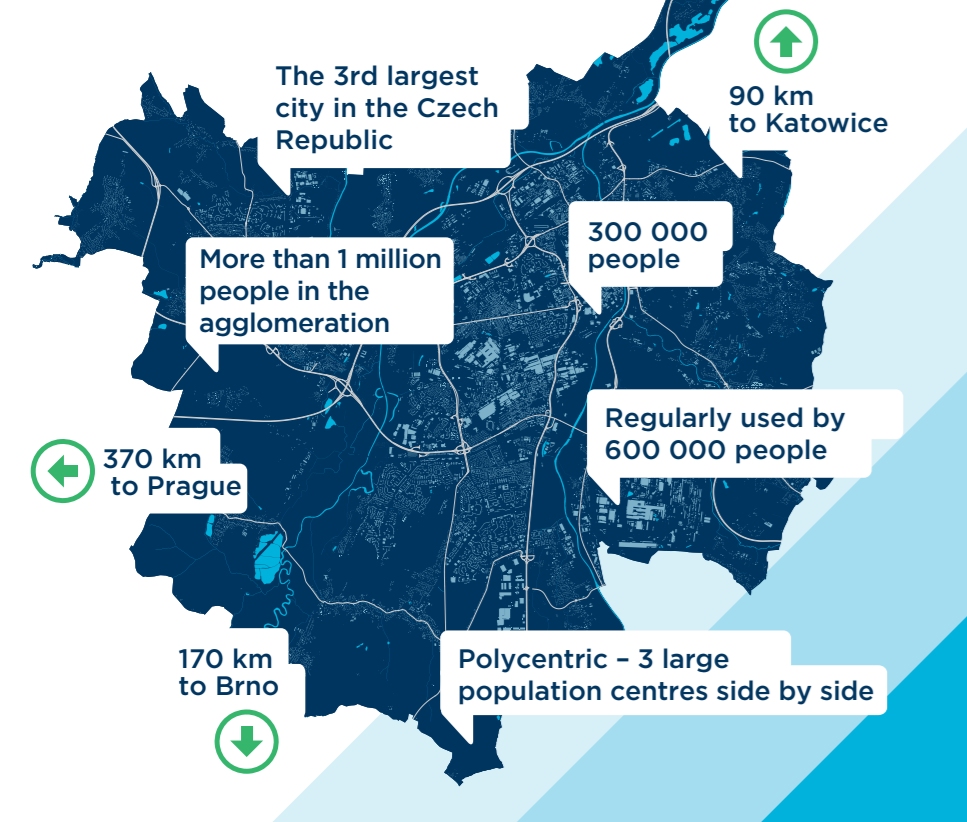 The 3rd largest
city in the Czech
Republic
90 km
to Katowice
300 000
people
More than 1 million
people in the
agglomeration
Regularly used by
600 000 people
370 km
to Prague
170 km
to Brno
Polycentric – 3 large
population centres side by side